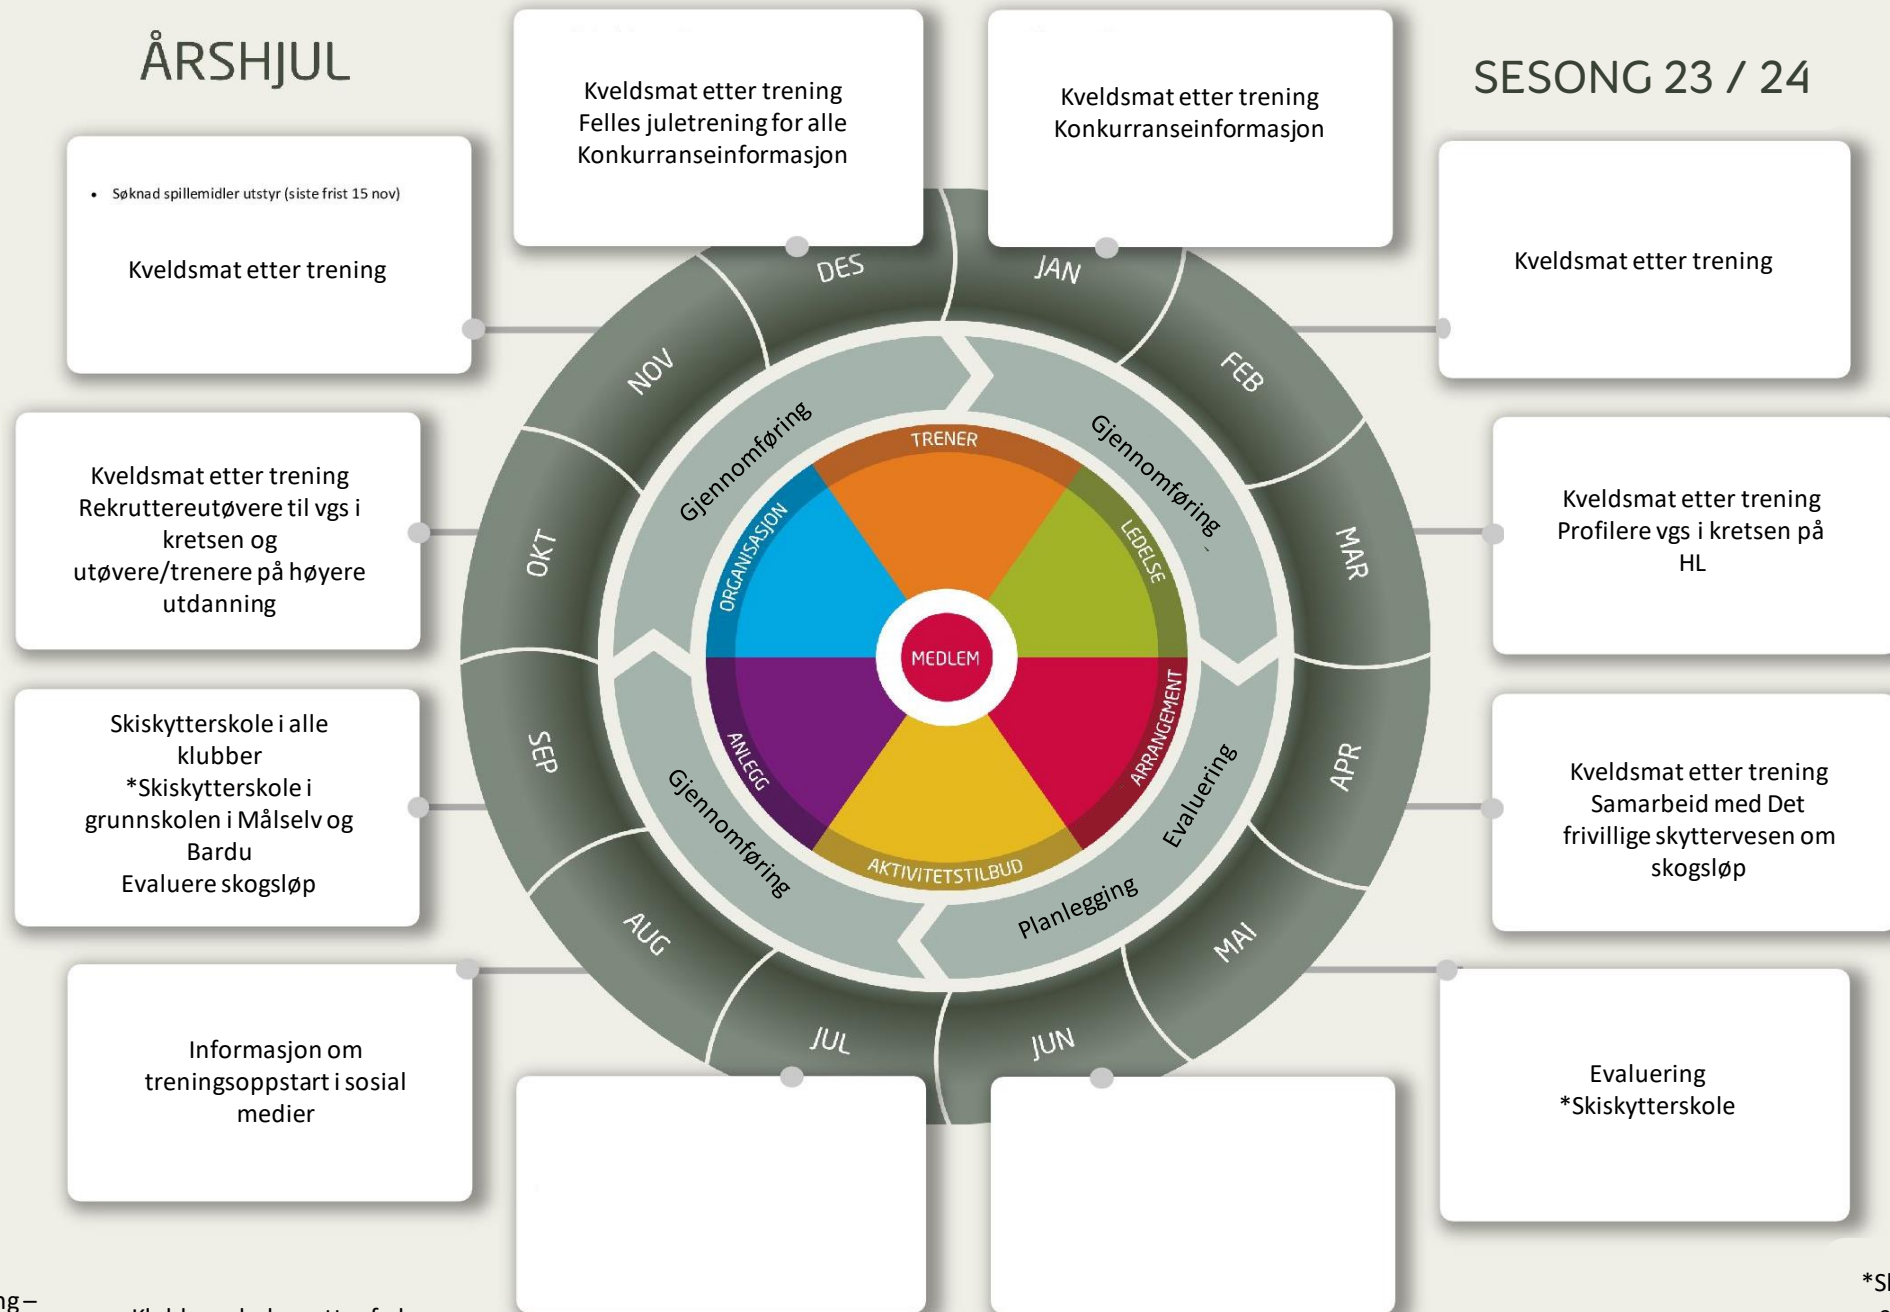 ÅRSHJUL
SESONG 23 / 24
Kveldsmat etter trening
Felles juletrening for alle
Konkurranseinformasjon
Kveldsmat etter trening
Konkurranseinformasjon
• Søknad spillemidler utstyr (siste frist 15 nov)
Kveldsmat etter trening
Kveldsmat etter trening
Kveldsmat etter trening
Rekruttereutøvere til vgs i
kretsen og
utøvere/trenere på høyere
utdanning
Kveldsmat etter trening
Profilere vgs i kretsen på
HL
Skiskytterskole i alle
klubber
*Skiskytterskole i
grunnskolen i Målselv og
Bardu
Evaluere skogsløp
Kveldsmat etter trening
Samarbeid med Det
frivillige skyttervesen om
skogsløp
Informasjon om
treningsoppstart i sosial
medier
Evaluering
*Skiskytterskole
DES
JAN
NOV
FEB
OKT
MAR
SEP
APR
AUG
MAI
JUL
JUN
Gjennomføring
Gjennomføring
Gjennomføring
Evaluering
Planlegging
TRENER
ORGANISASJON
LEDELSE
MEDLEM
ANLEGG
ARRANGEMENT
AKTIVITETSTILBUD